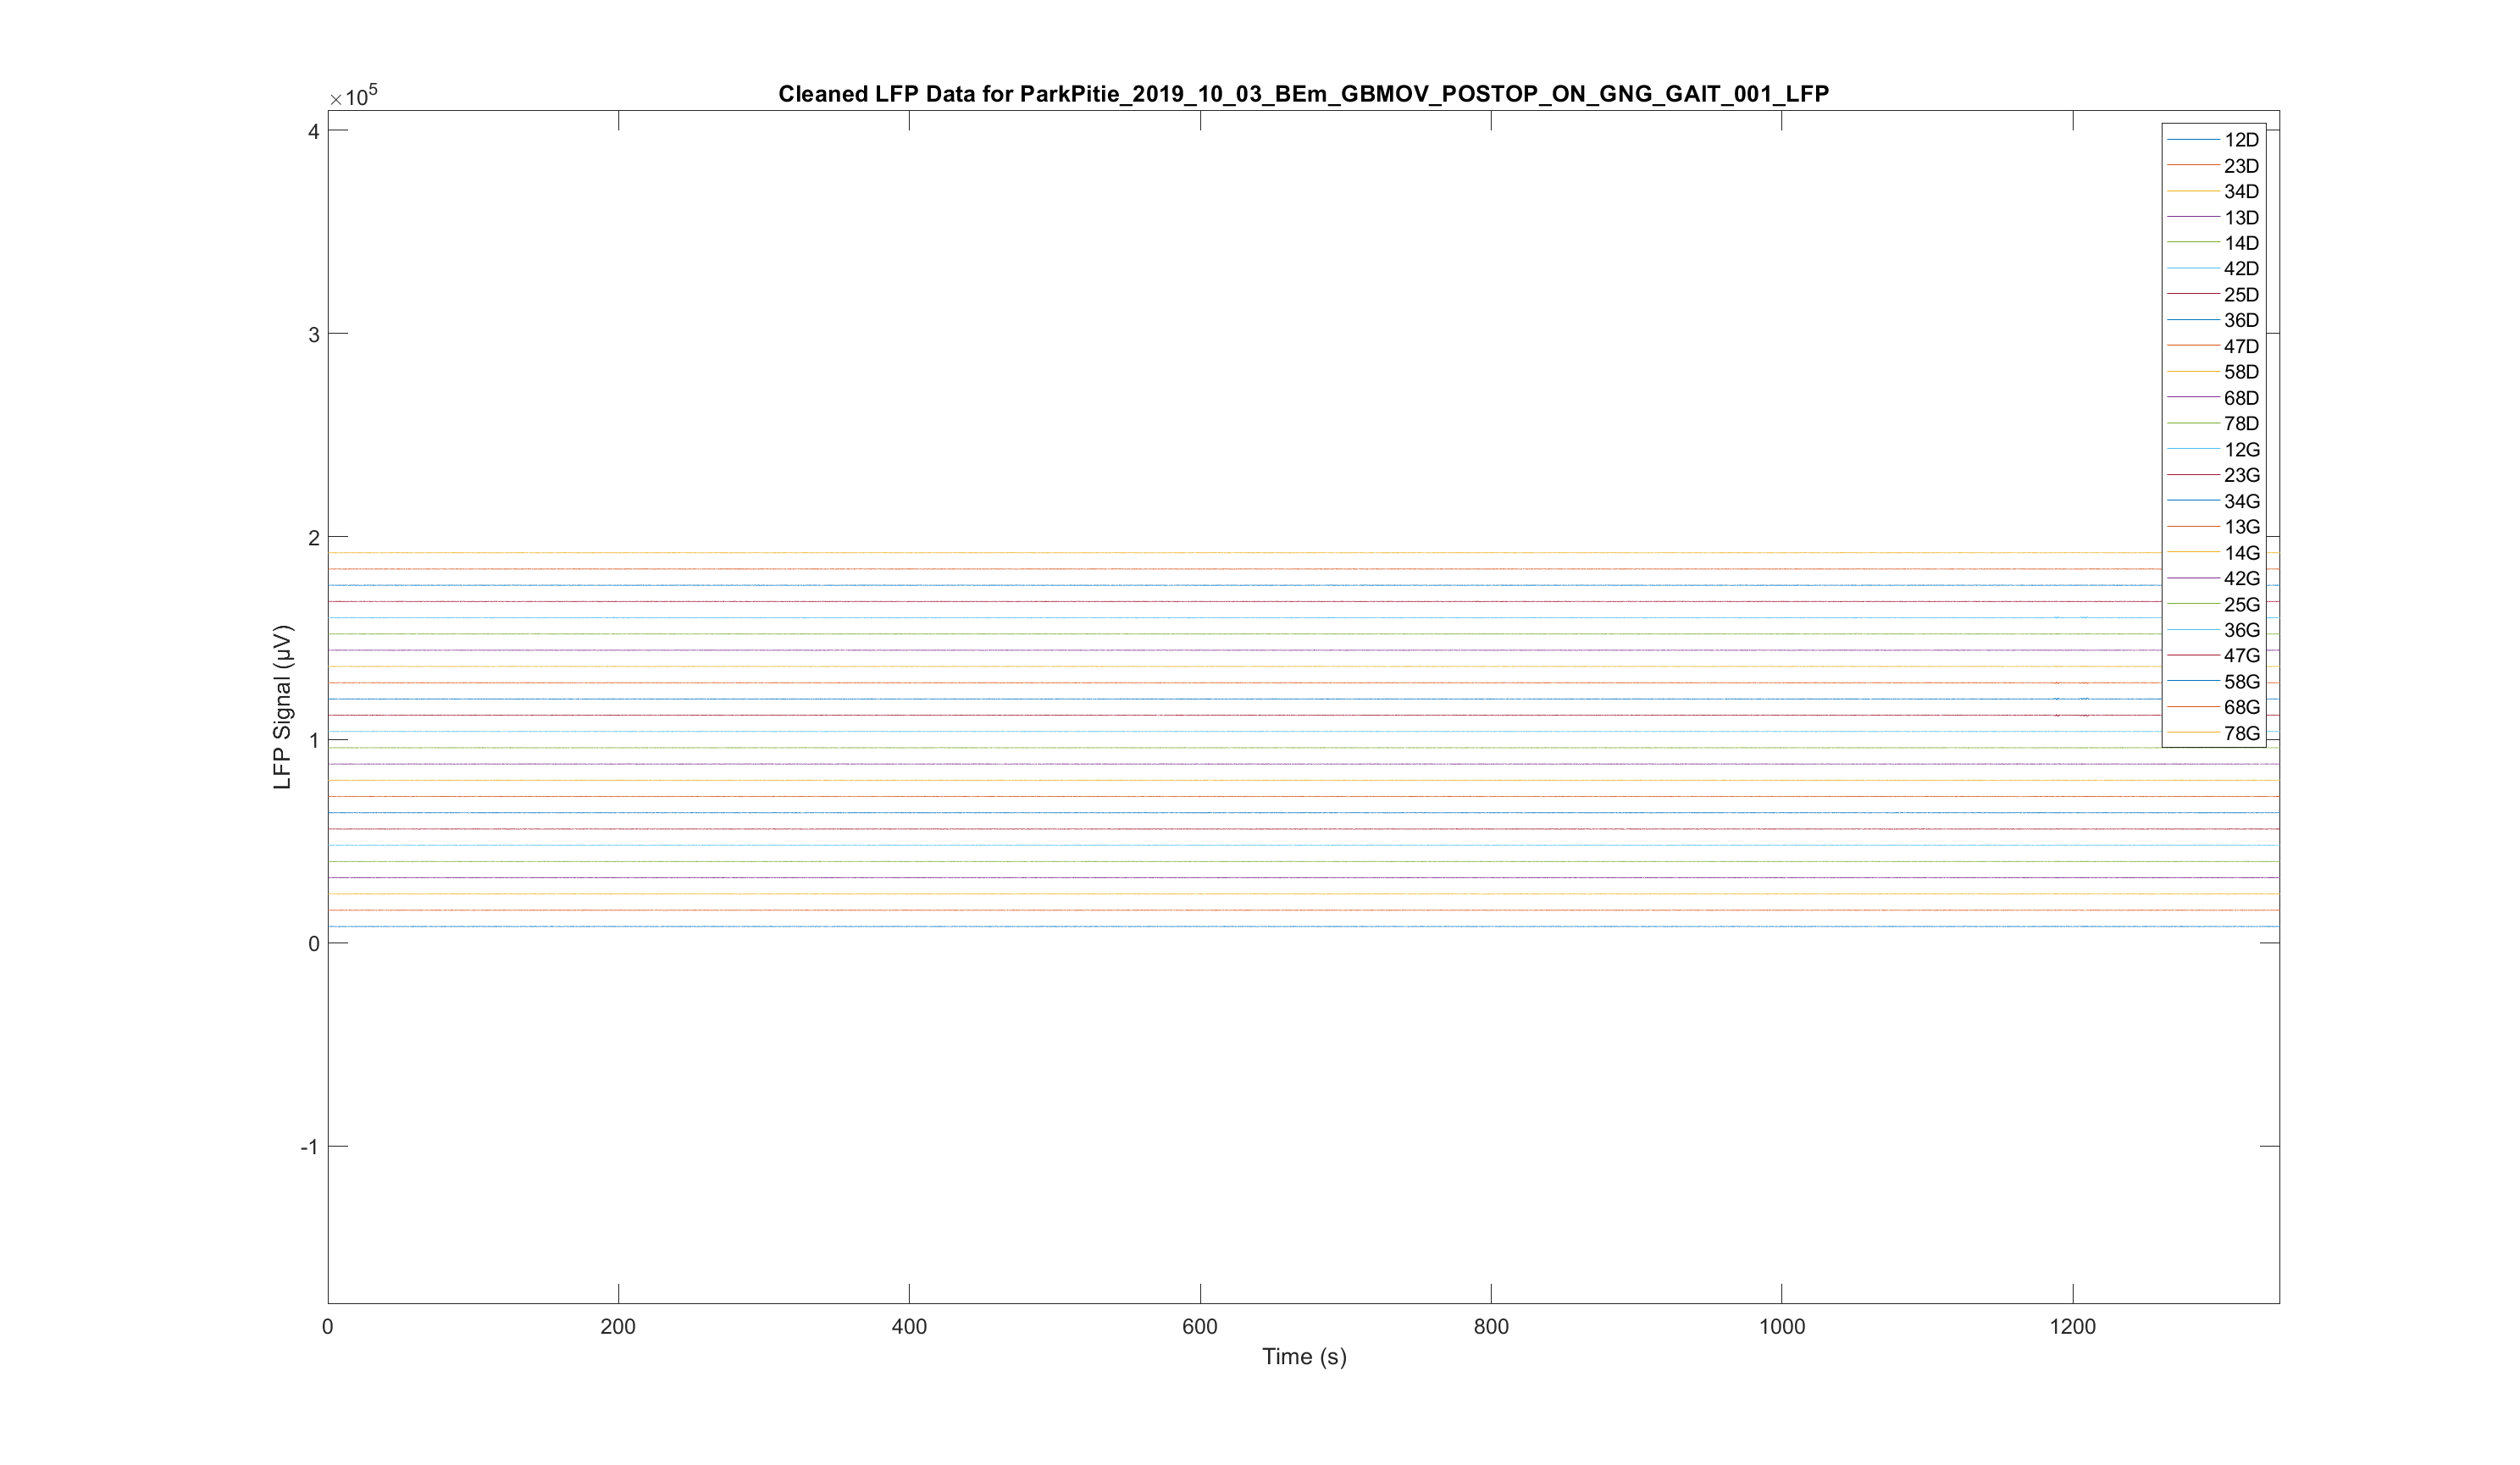 Cleaned LFP Data for ParkPitie_2019_10_03_BEm_GBMOV_POSTOP_ON_GNG_GAIT_001_LFP
×10^5
4
3
2
1
0
-1
LFP Signal (µV)
0 200 400 600 800 1000 1200
Time (s)
12D
23D
34D
13D
14D
42D
25D
36D
47D
58D
68D
78D
12G
23G
34G
13G
14G
42G
25G
36G
47G
58G
68G
78G